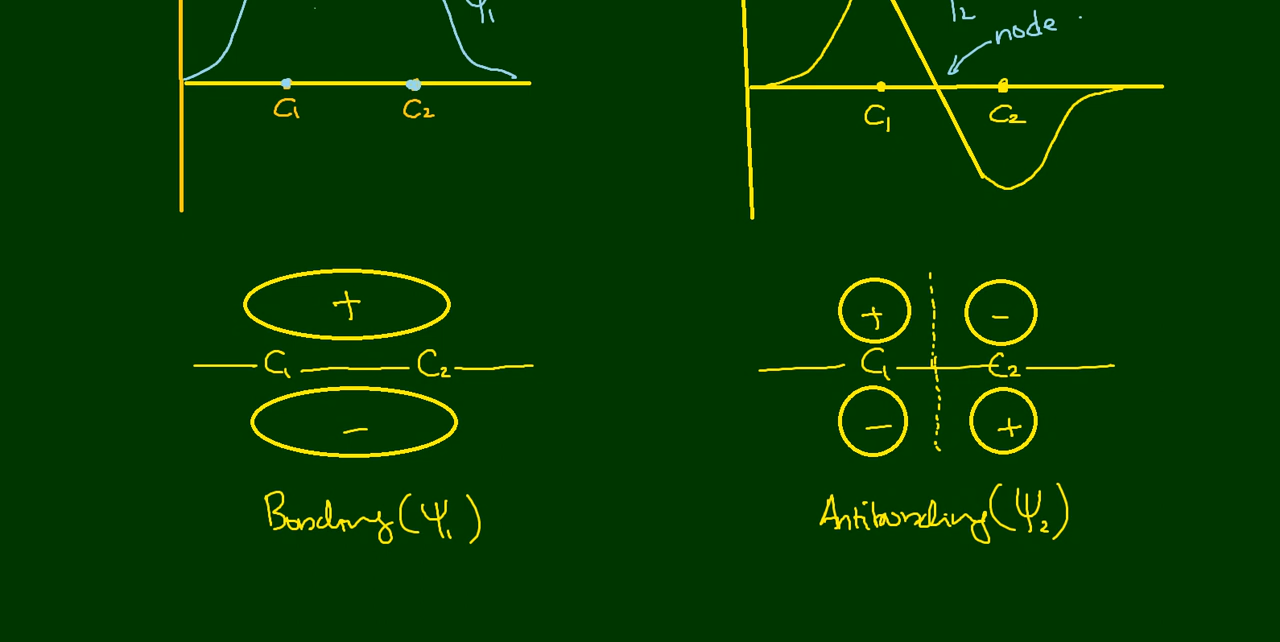 ψ₁
ψ₂
node
C₁ C₂
C₁ C₂
+
+ -
C₁ C₂
C₁ C₂
-
- +
Bonding (ψ₁)
Antibonding (ψ₂)